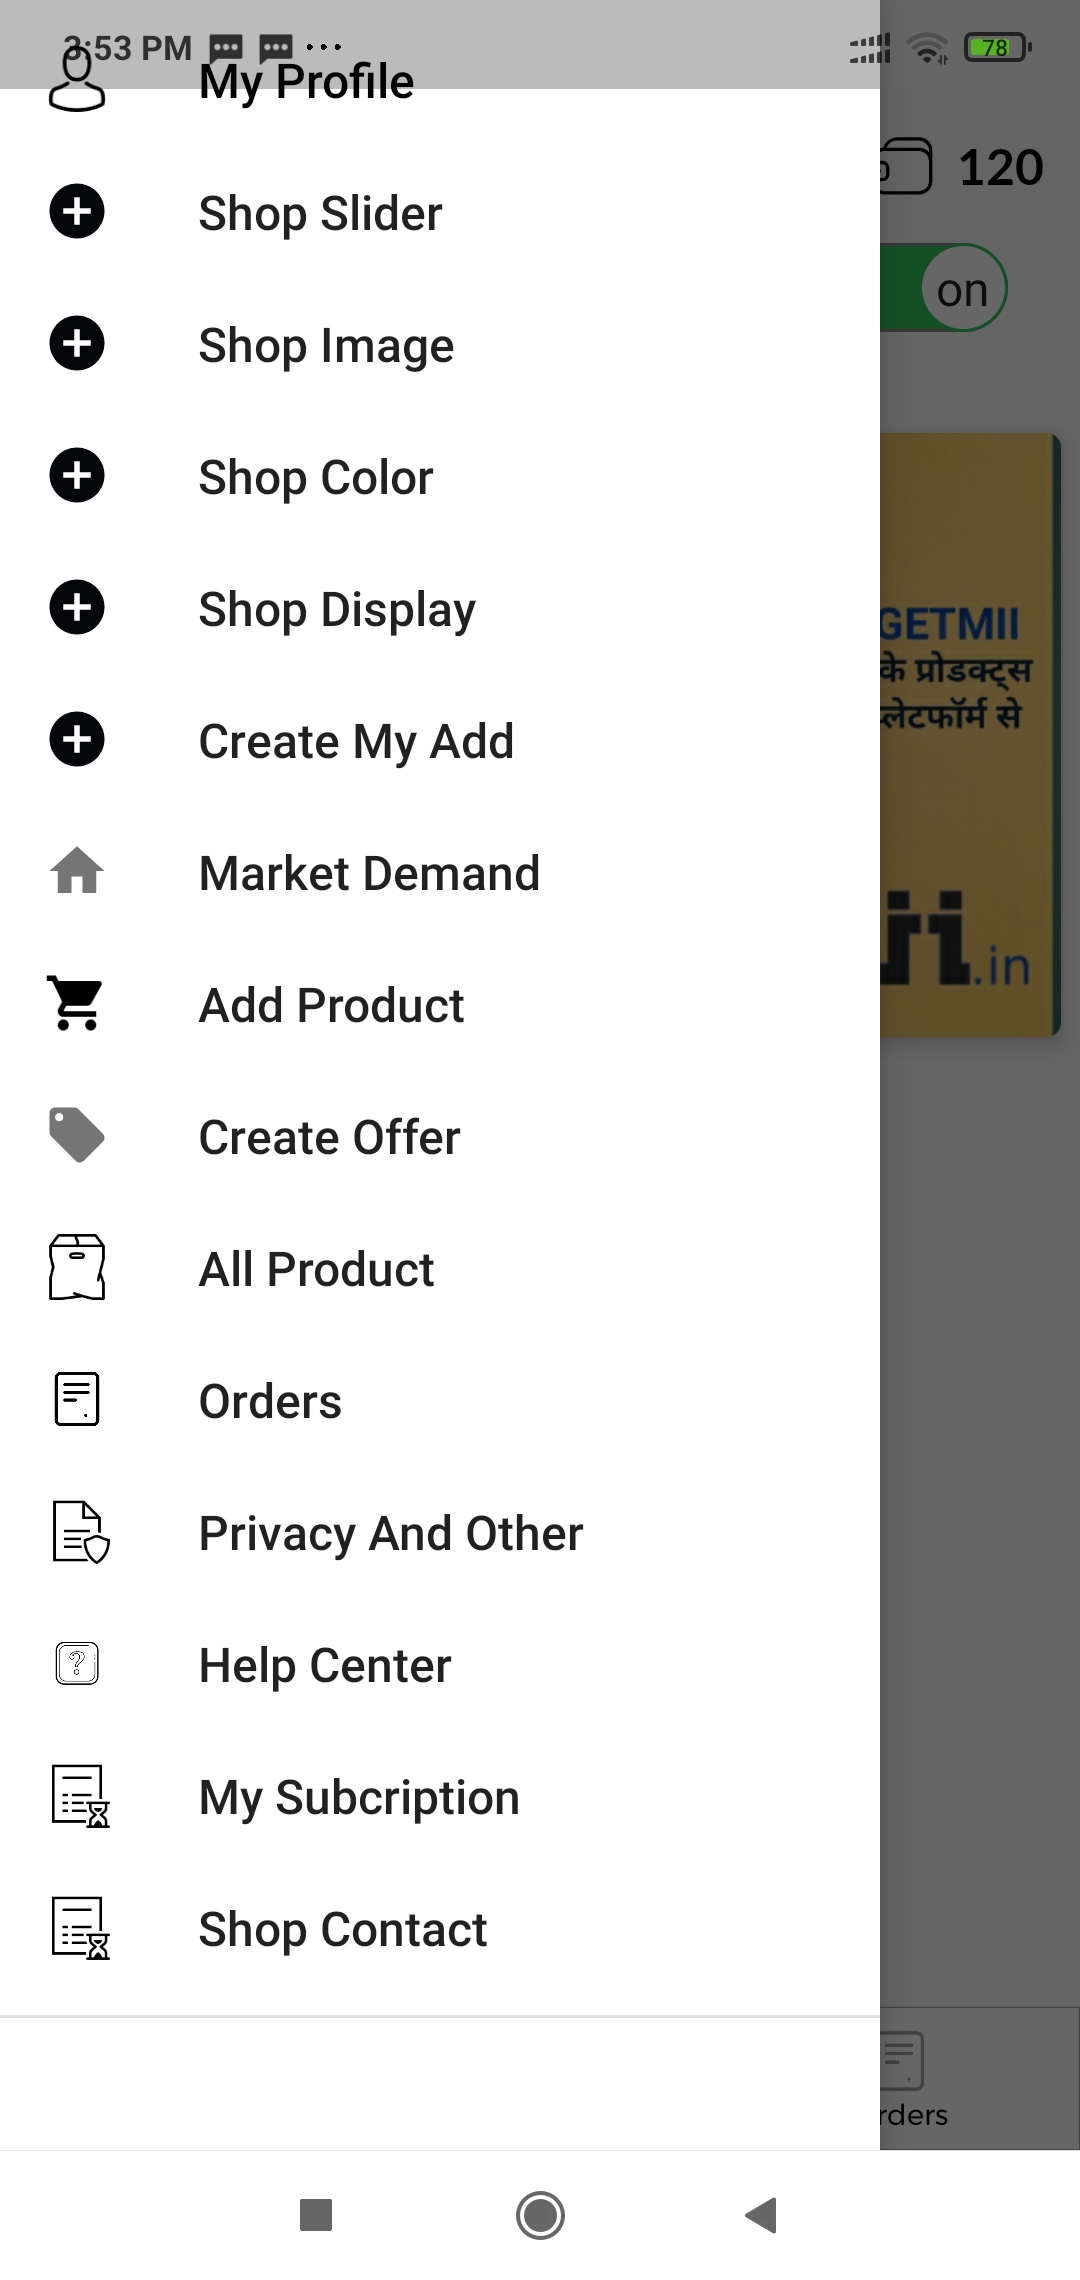 3:53 PM
78
My Profile
120
Shop Slider
on
Shop Image
Shop Color
Shop Display
GETMII
के प्रोडक्ट्स
प्लेटफॉर्म से
Create My Add
Market Demand
.in
Add Product
Create Offer
All Product
Orders
Privacy And Other
Help Center
My Subcription
Shop Contact
rders